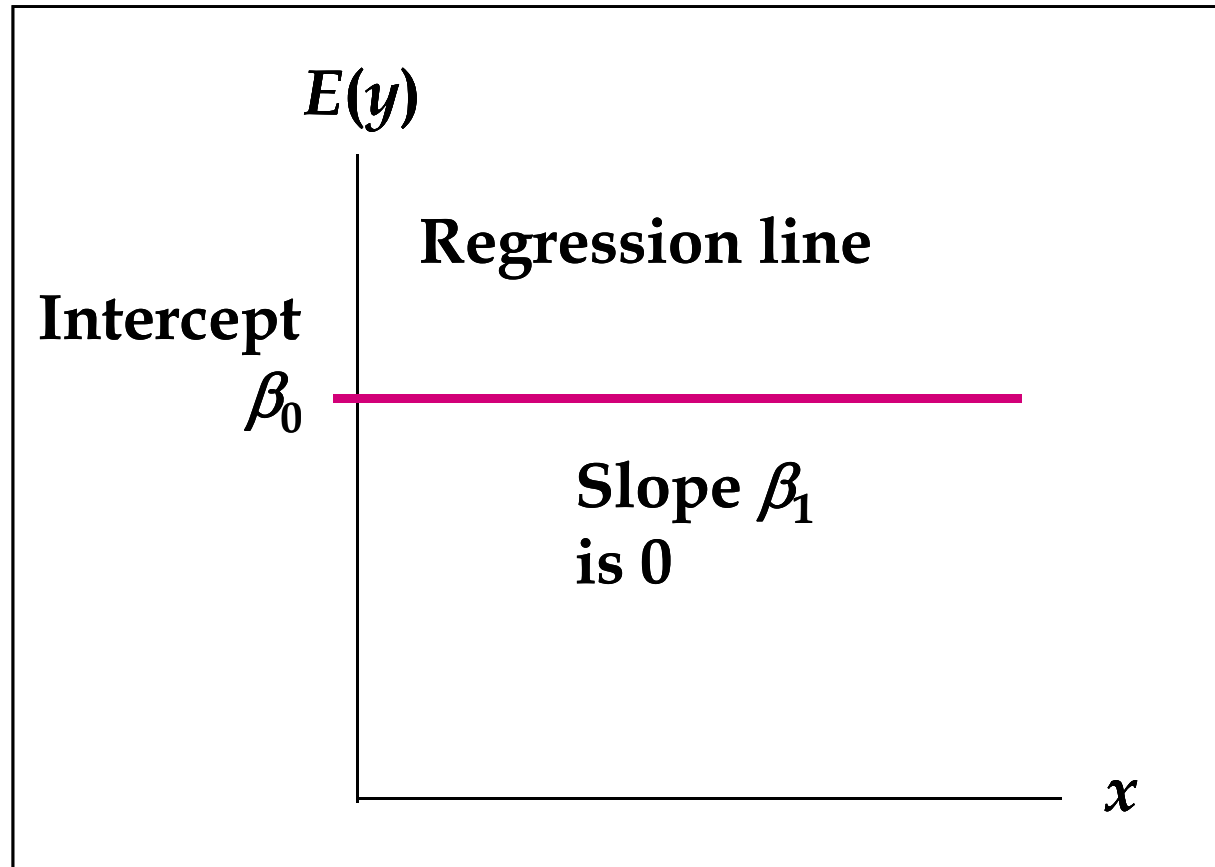 E(y)
Regression line
Intercept
β₀
Slope β₁
is 0
x